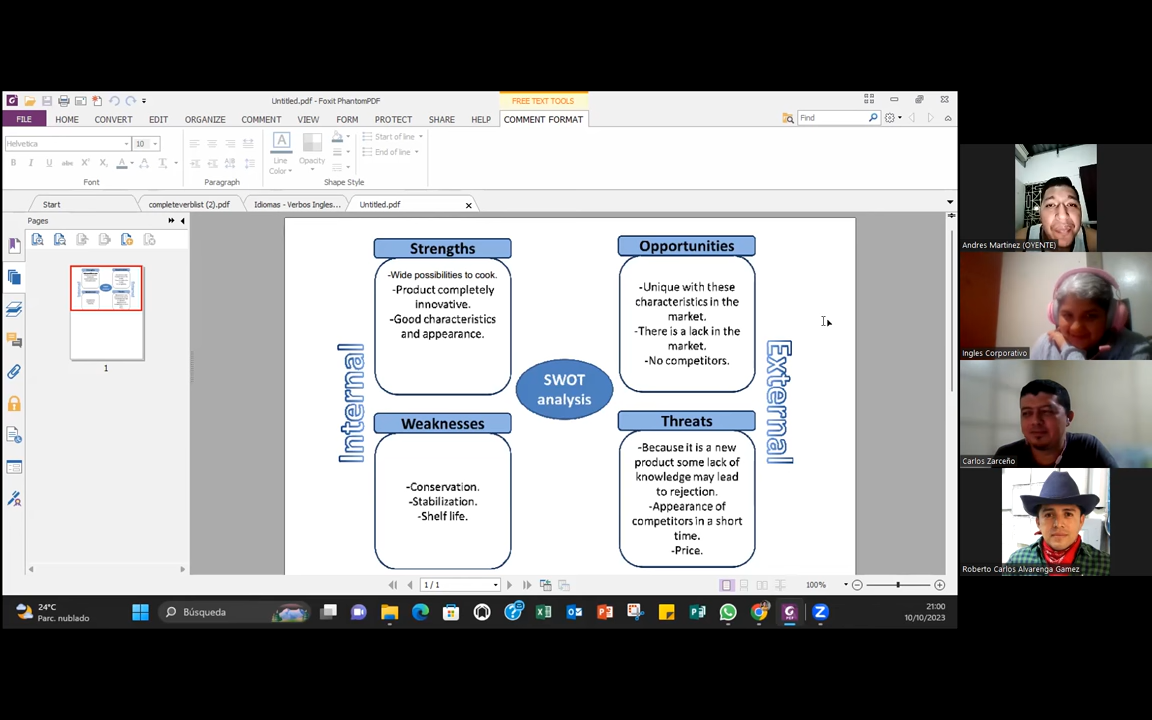 Untitled.pdf - Foxit PhantomPDF
FREE TEXT TOOLS
FILE
HOME
CONVERT
EDIT
ORGANIZE
COMMENT
VIEW
FORM
PROTECT
SHARE
HELP
COMMENT FORMAT
Find
Helvetica
10
Line Color
Opacity
Start of line
End of line
Font
Paragraph
Shape Style
Start
completeverblist (2).pdf
Idiomas - Verbos Ingles...
Untitled.pdf
Pages
1
Strengths
-Wide possibilities to cook.
-Product completely
innovative.
-Good characteristics
and appearance.
Opportunities
-Unique with these
characteristics in the
market.
-There is a lack in the
market.
-No competitors.
Internal
SWOT
analysis
External
Weaknesses
-Conservation.
-Stabilization.
-Shelf life.
Threats
-Because it is a new
product some lack of
knowledge may lead
to rejection.
-Appearance of
competitors in a short
time.
-Price.
1 / 1
100%
24°C
Parc. nublado
Búsqueda
21:00
10/10/2023
Andres Martinez (OYENTE)
Ingles Corporativo
Carlos Zarceño
Roberto Carlos Alvarenga Gamez